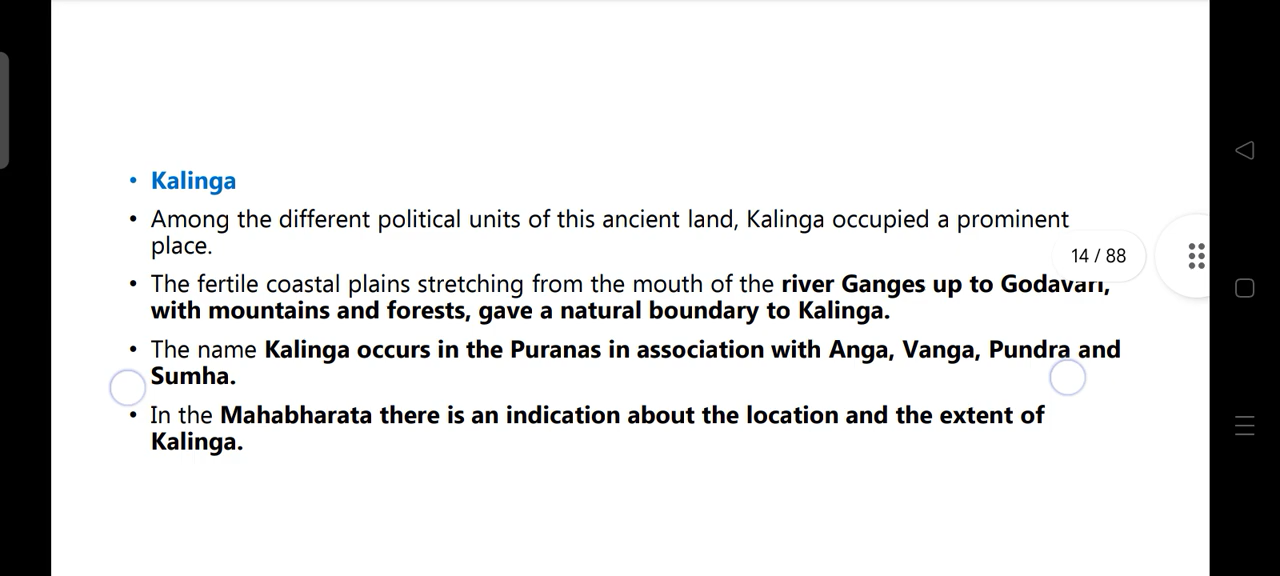 • Kalinga
• Among the different political units of this ancient land, Kalinga occupied a prominent
place.
14 / 88
• The fertile coastal plains stretching from the mouth of the river Ganges up to Godavari,
with mountains and forests, gave a natural boundary to Kalinga.
• The name Kalinga occurs in the Puranas in association with Anga, Vanga, Pundra and
Sumha.
• In the Mahabharata there is an indication about the location and the extent of
Kalinga.